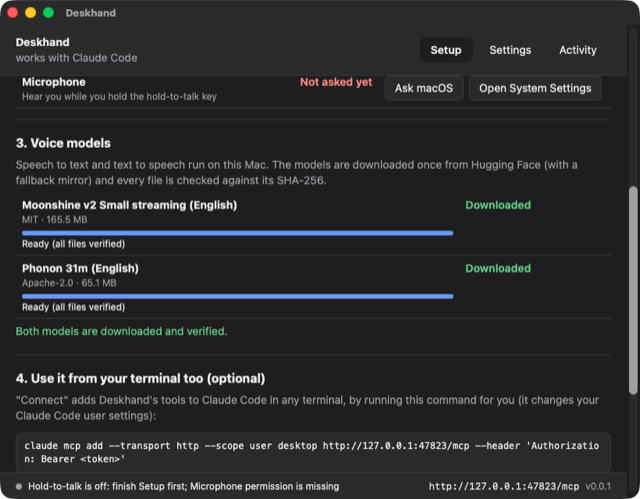 Deskhand
Deskhand
works with Claude Code
Setup
Settings
Activity
Microphone
Hear you while you hold the hold-to-talk key
Not asked yet
Ask macOS
Open System Settings
3. Voice models
Speech to text and text to speech run on this Mac. The models are downloaded once from Hugging Face (with a
fallback mirror) and every file is checked against its SHA-256.
Moonshine v2 Small streaming (English)
Downloaded
MIT · 165.5 MB
Ready (all files verified)
Phonon 31m (English)
Downloaded
Apache-2.0 · 65.1 MB
Ready (all files verified)
Both models are downloaded and verified.
4. Use it from your terminal too (optional)
"Connect" adds Deskhand's tools to Claude Code in any terminal, by running this command for you (it changes your
Claude Code user settings):
claude mcp add --transport http --scope user desktop http://127.0.0.1:47823/mcp --header 'Authorizatio
n: Bearer <token>'
Hold-to-talk is off: finish Setup first; Microphone permission is missing
http://127.0.0.1:47823/mcp v0.0.1